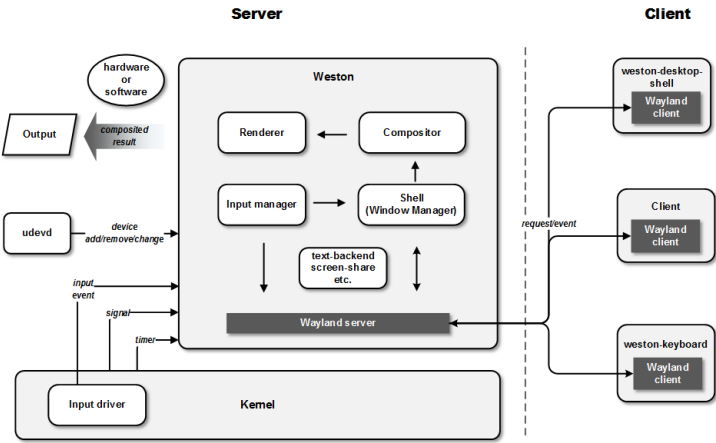 Server
Client
hardware
or
software
Weston
weston-desktop-
shell
Wayland
client
Output
composited
result
Renderer
Compositor
Input manager
Shell
(Window Manager)
Client
Wayland
client
udevd
device
add/remove/change
request/event
text-backend
screen-share
etc.
input
event
signal
Wayland server
timer
weston-keyboard
Wayland
client
Input driver
Kernel